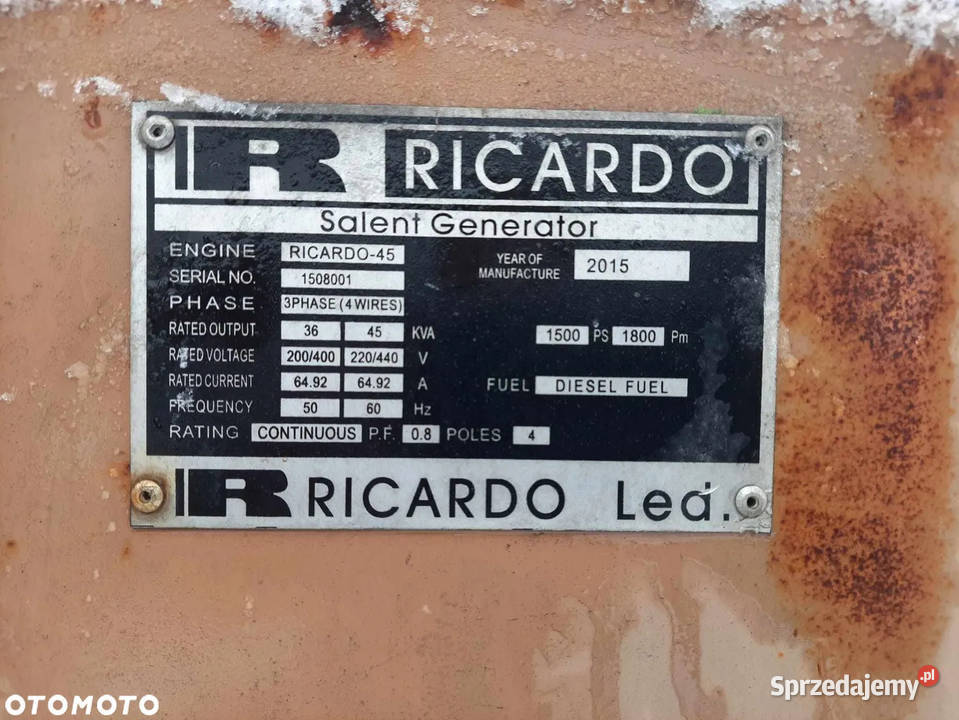 R RICARDO
Salent Generator
ENGINE RICARDO-45
SERIAL NO. 1508001
PHASE 3PHASE (4 WIRES)
RATED OUTPUT 36 45 KVA
RATED VOLTAGE 200/400 220/440 V
RATED CURRENT 64.92 64.92 A
FREQUENCY 50 60 Hz
RATING CONTINUOUS P.F. 0.8 POLES 4
YEAR OF
MANUFACTURE 2015
1500 PS 1800 Pm
FUEL DIESEL FUEL
R RICARDO Led.
OTOMOTO
Sprzedajemy.pl